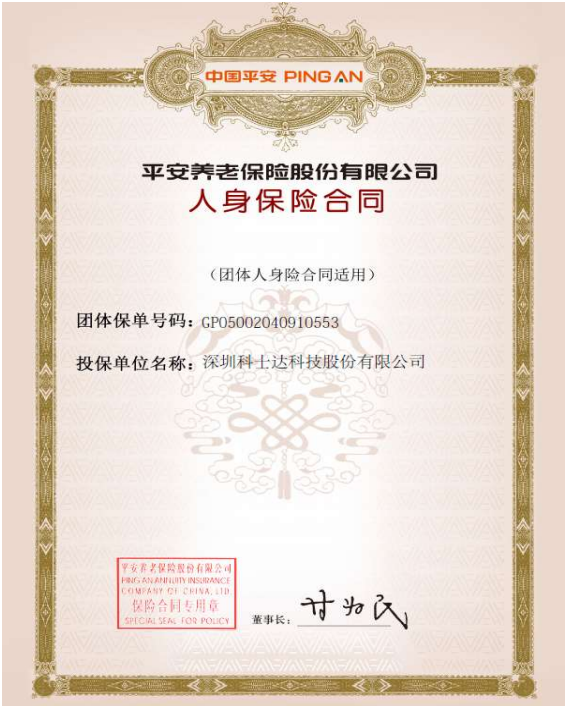 中国平安 PING AN
平安养老保险股份有限公司
人身保险合同
（团体人身险合同适用）
团体保单号码：GP05002040910553
投保单位名称：深圳科士达科技股份有限公司
平安养老保险股份有限公司
PING AN ANNUITY INSURANCE
COMPANY OF CHINA, LTD.
保险合同专用章
SPECIAL SEAL FOR POLICY
董事长：甘为民